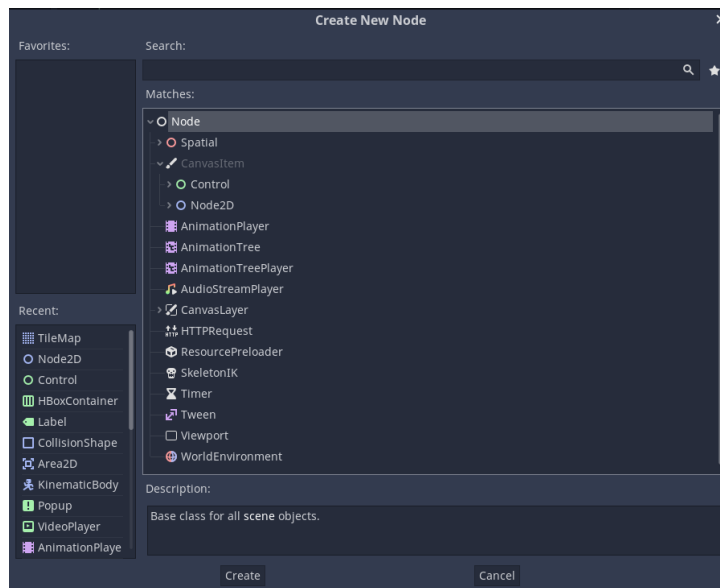 Create New Node
Favorites:
Search:
Matches:
Node
Spatial
CanvasItem
Control
Node2D
AnimationPlayer
AnimationTree
AnimationTreePlayer
AudioStreamPlayer
CanvasLayer
HTTPRequest
ResourcePreloader
SkeletonIK
Timer
Tween
Viewport
WorldEnvironment
Recent:
TileMap
Node2D
Control
HBoxContainer
Label
CollisionShape
Area2D
KinematicBody
Popup
VideoPlayer
AnimationPlaye
Description:
Base class for all scene objects.
Create
Cancel